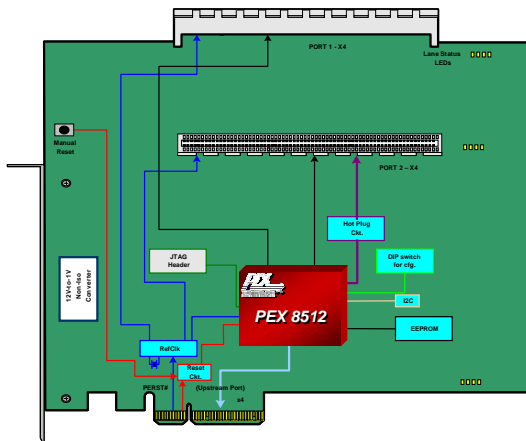 PORT 1 - X4
Lane Status
LEDs
Manual
Reset
PORT 2 – X4
Hot Plug
Ckt.
JTAG
Header
DIP switch
for cfg.
12V-to-1V
Non-iso
Converter
PEX
PEX 8512
I2C
EEPROM
RefClk
Reset
Ckt.
PERST#
(Upstream Port)
x4